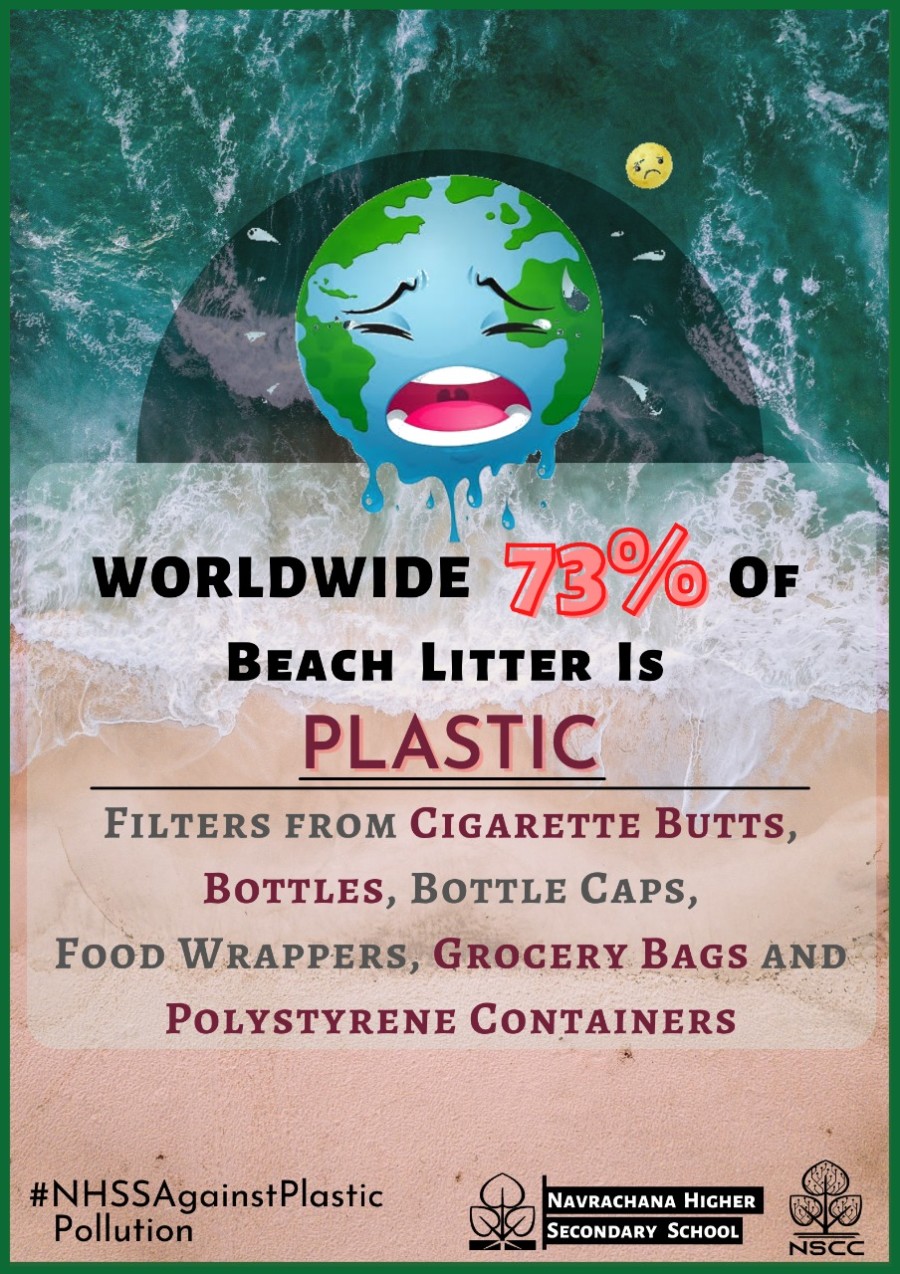 WORLDWIDE 73% Of
Beach Litter Is
PLASTIC
Filters from Cigarette Butts,
Bottles, Bottle Caps,
Food Wrappers, Grocery Bags and
Polystyrene Containers
#NHSSAgainstPlastic
Pollution
Navrachana Higher
Secondary School
NSCC